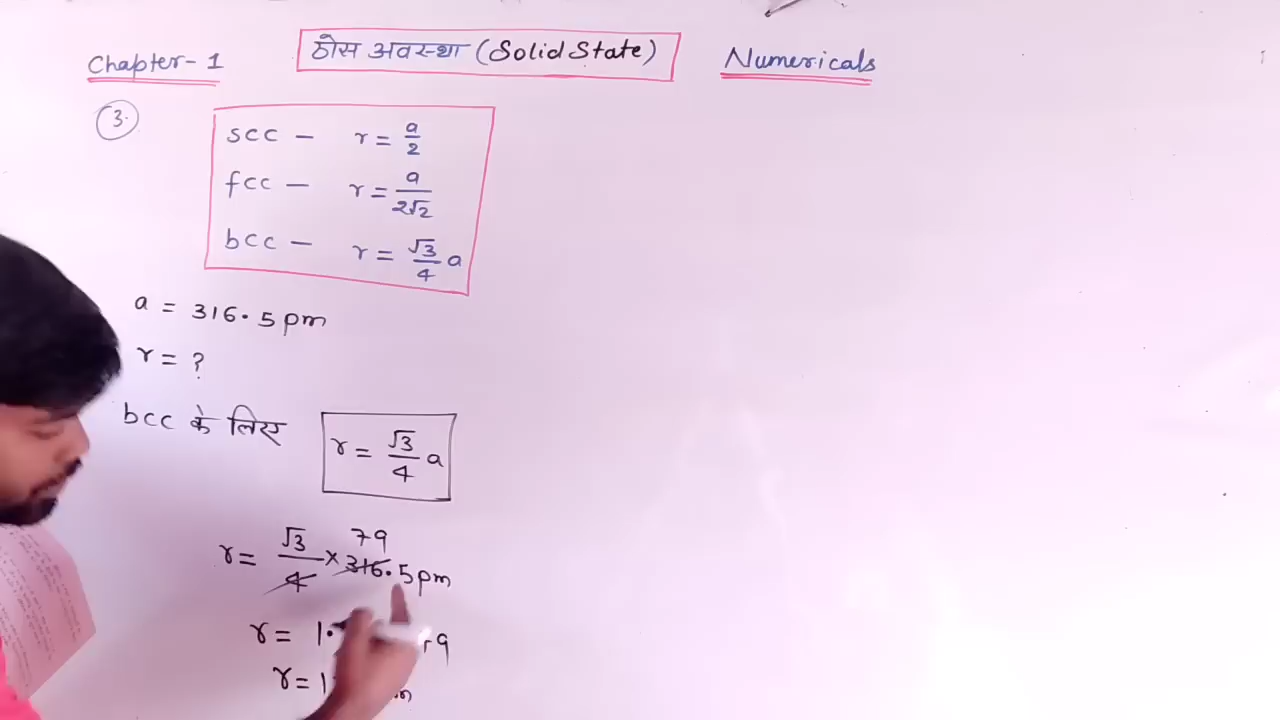 Chapter-1 ठोस अवस्था (Solid State) Numericals
3.
scc – r = a/2
fcc – r = a/2√2
bcc – r = √3/4 a
a = 316.5 pm
r = ?
bcc के लिए r = √3/4 a
79
r = √3/4 × 316.5 pm
r = 1.
r = 1